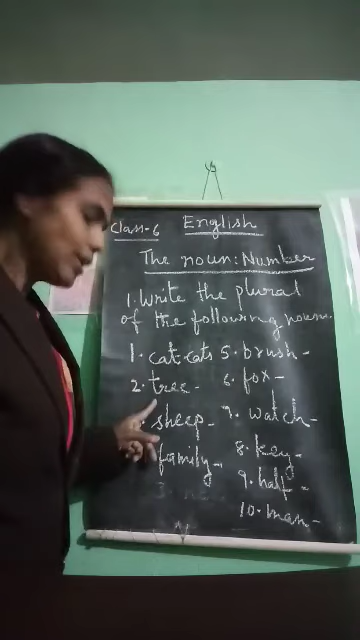 Class-6 English
The noun: Number
1. Write the plural
of the following nouns.
1. cat-cats 5. brush-
2. tree- 6. fox-
sheep- 7. watch-
family- 8. key-
9. half-
10. man-